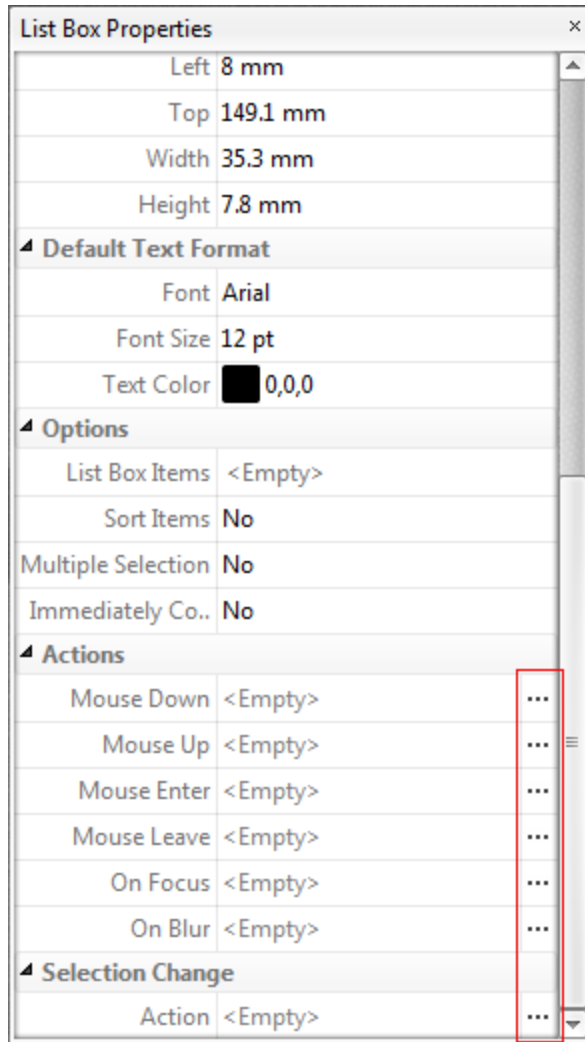 List Box Properties ×
Left 8 mm
Top 149.1 mm
Width 35.3 mm
Height 7.8 mm
Default Text Format
Font Arial
Font Size 12 pt
Text Color 0,0,0
Options
List Box Items <Empty>
Sort Items No
Multiple Selection No
Immediately Co.. No
Actions
Mouse Down <Empty> ...
Mouse Up <Empty> ...
Mouse Enter <Empty> ...
Mouse Leave <Empty> ...
On Focus <Empty> ...
On Blur <Empty> ...
Selection Change
Action <Empty> ...